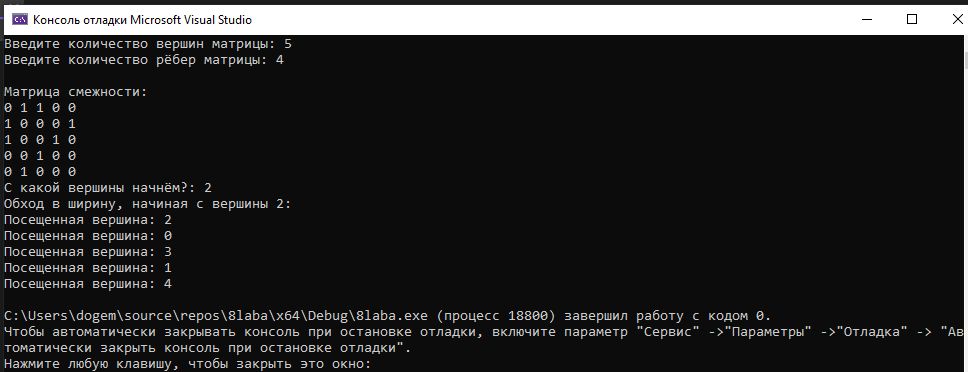 Консоль отладки Microsoft Visual Studio
Введите количество вершин матрицы: 5
Введите количество рёбер матрицы: 4
Матрица смежности:
0 1 1 0 0
1 0 0 0 1
1 0 0 1 0
0 0 1 0 0
0 1 0 0 0
С какой вершины начнём?: 2
Обход в ширину, начиная с вершины 2:
Посещенная вершина: 2
Посещенная вершина: 0
Посещенная вершина: 3
Посещенная вершина: 1
Посещенная вершина: 4
C:\Users\dogem\source\repos\8laba\x64\Debug\8laba.exe (процесс 18800) завершил работу с кодом 0.
Чтобы автоматически закрывать консоль при остановке отладки, включите параметр "Сервис" ->"Параметры" ->"Отладка" -> "Ав
томатически закрыть консоль при остановке отладки".
Нажмите любую клавишу, чтобы закрыть это окно: